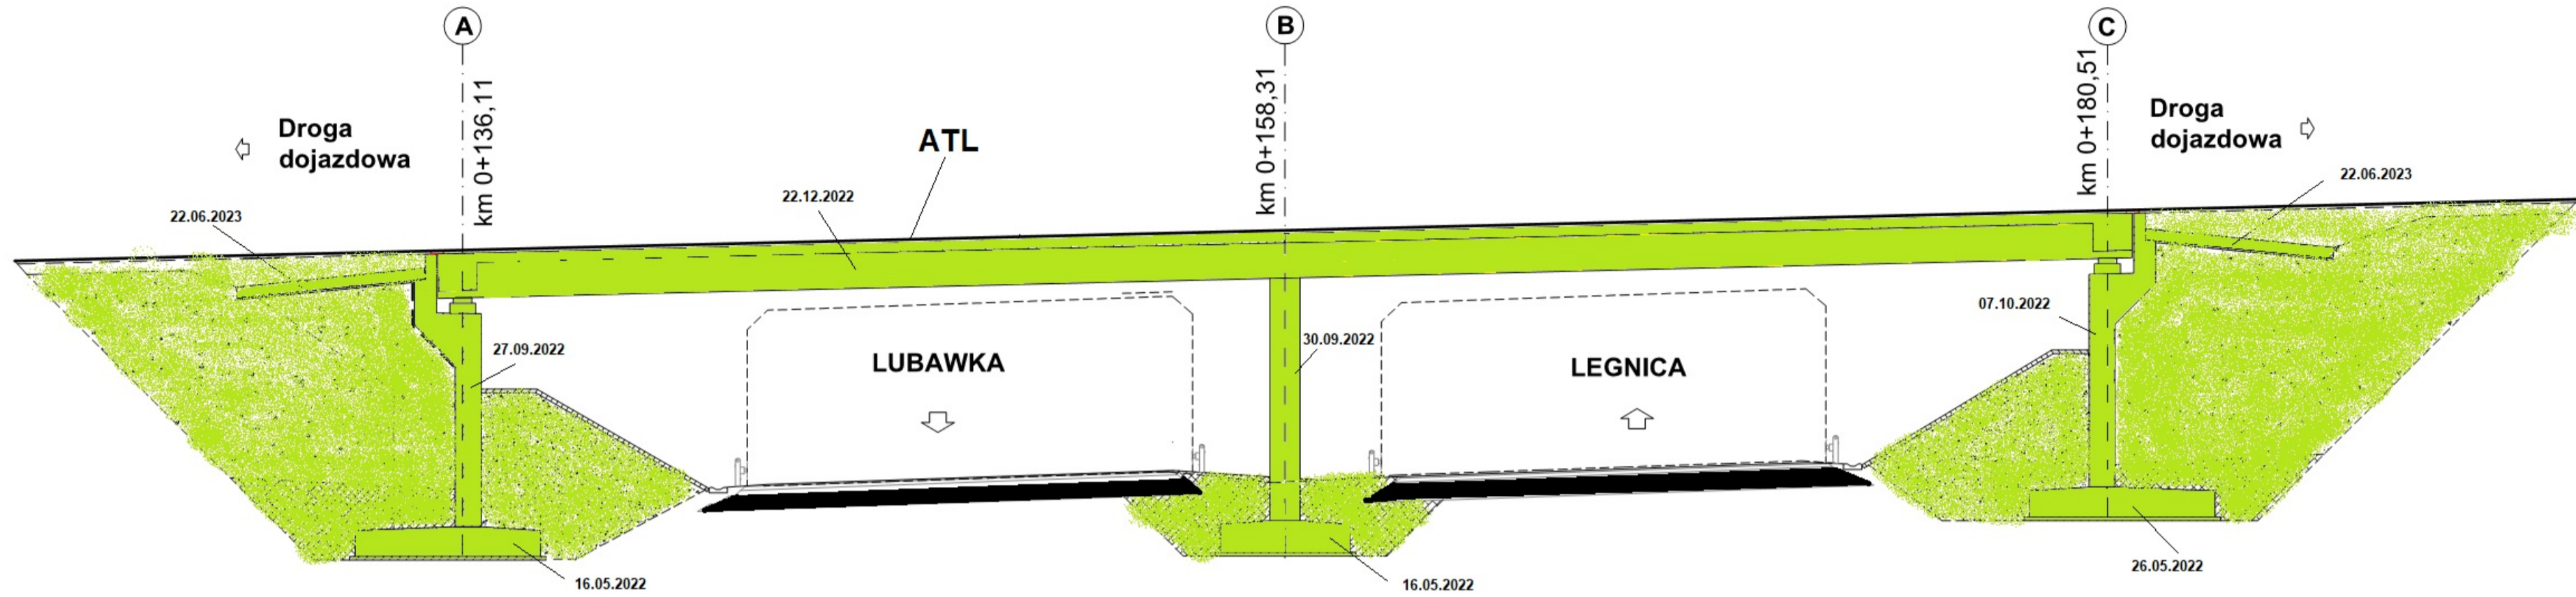 A
B
C
km 0+136,11
km 0+158,31
km 0+180,51
Droga
dojazdowa
ATL
Droga
dojazdowa
22.06.2023
22.12.2022
22.06.2023
27.09.2022
LUBAWKA
30.09.2022
LEGNICA
07.10.2022
16.05.2022
16.05.2022
26.05.2022